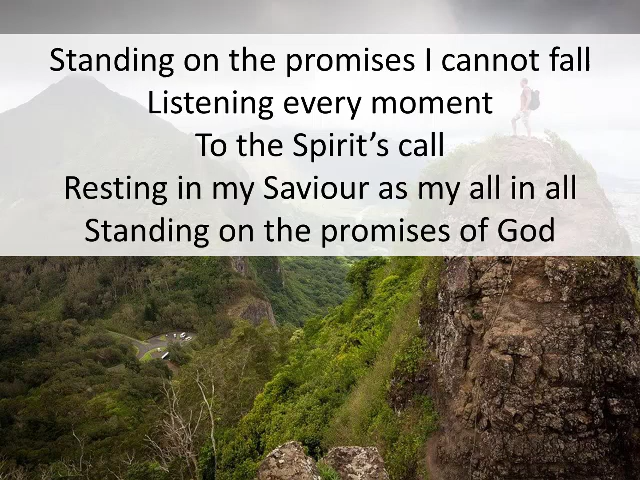 Standing on the promises I cannot fall
Listening every moment
To the Spirit’s call
Resting in my Saviour as my all in all
Standing on the promises of God